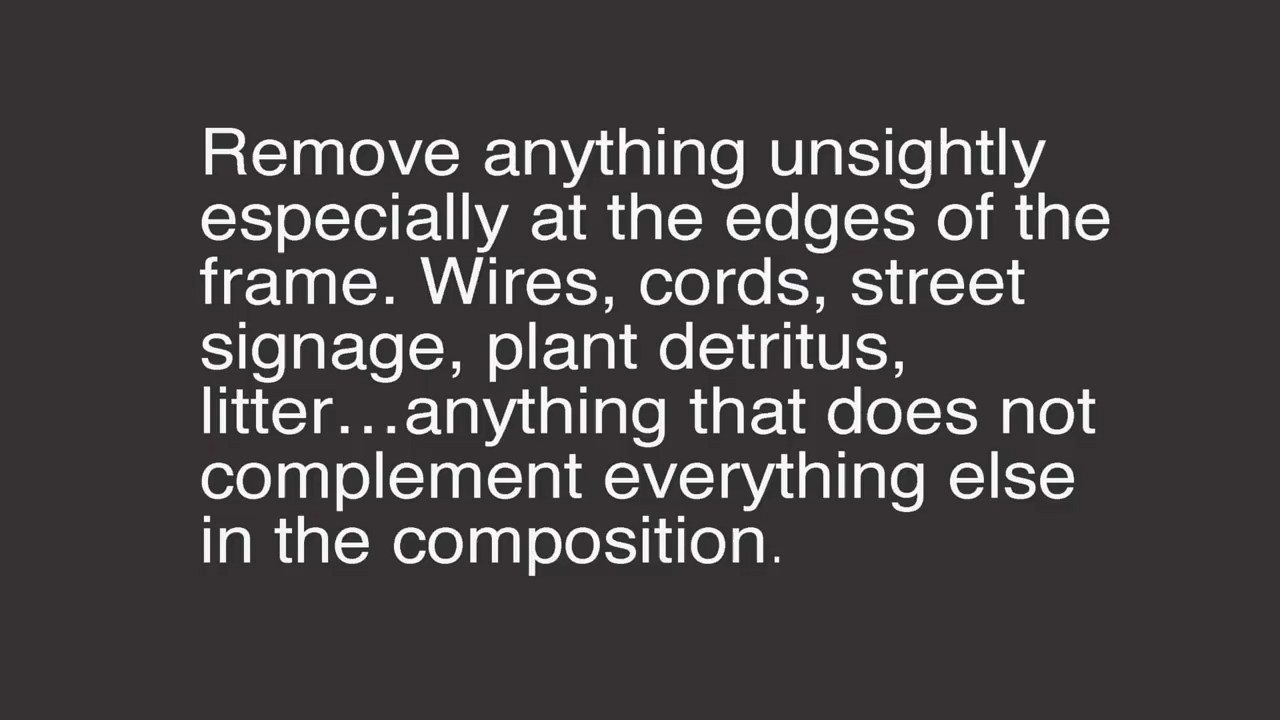 Remove anything unsightly
especially at the edges of the
frame. Wires, cords, street
signage, plant detritus,
litter…anything that does not
complement everything else
in the composition.